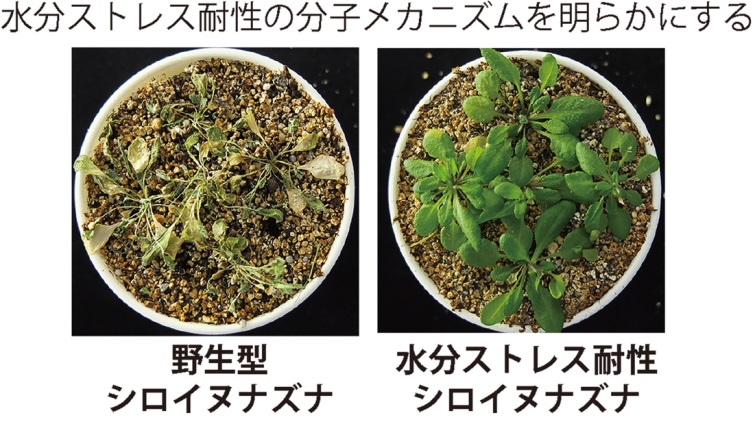 水分ストレス耐性の分子メカニズムを明らかにする
野生型
シロイヌナズナ
水分ストレス耐性
シロイヌナズナ